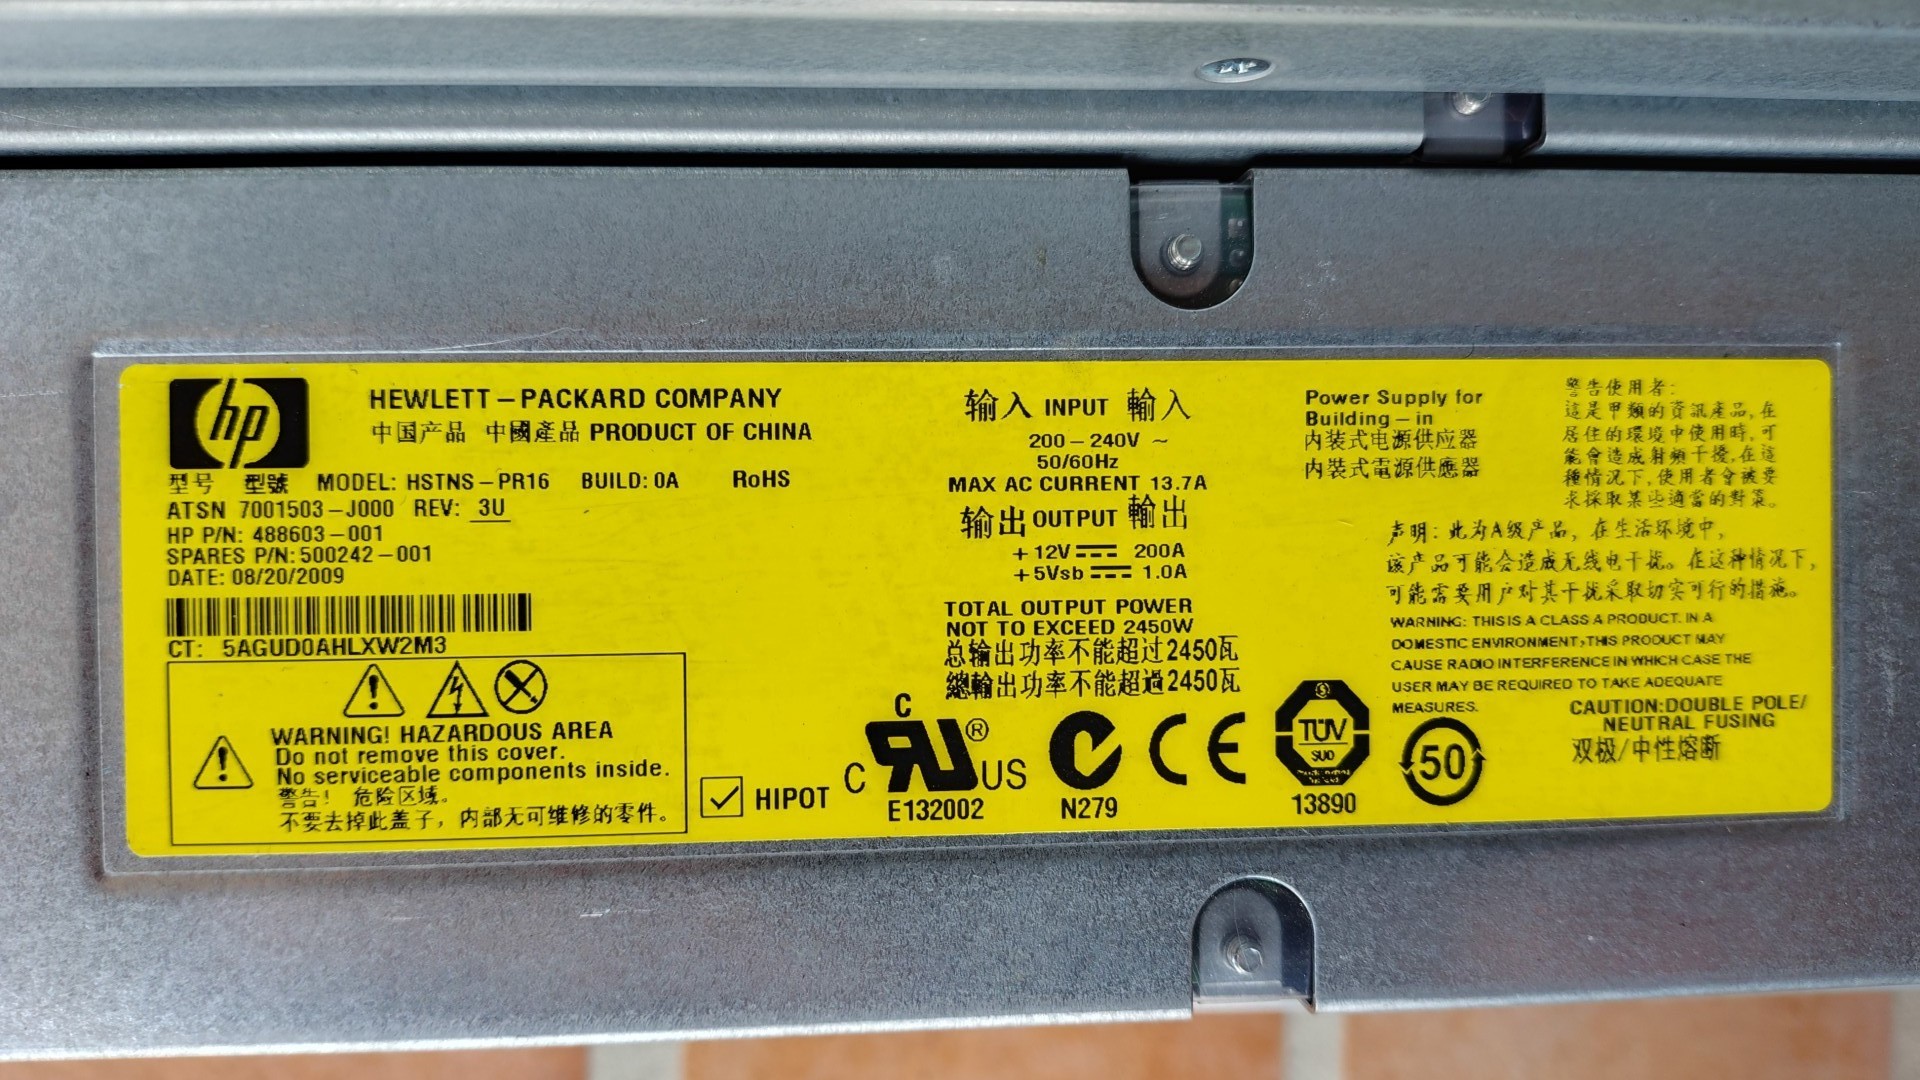 hp
HEWLETT-PACKARD COMPANY
中国产品 中國產品 PRODUCT OF CHINA
型号 型號 MODEL: HSTNS-PR16 BUILD: 0A RoHS
ATSN 7001503-J000 REV: 3U
HP P/N: 488603-001
SPARES P/N: 500242-001
DATE: 08/20/2009
CT: 5AGUD0AHLXW2M3
WARNING! HAZARDOUS AREA
Do not remove this cover.
No serviceable components inside.
警告! 危险区域。
不要去掉此盖子，内部无可维修的零件。
HIPOT
输入 INPUT 輸入
200-240V ~
50/60Hz
MAX AC CURRENT 13.7A
输出 OUTPUT 輸出
+12V 200A
+5Vsb 1.0A
TOTAL OUTPUT POWER
NOT TO EXCEED 2450W
总输出功率不能超过2450瓦
總輸出功率不能超過2450瓦
C
C RU ® US
E132002
N279
CE
TÜV
SUD
13890
50
Power Supply for
Building-in
内装式电源供应器
内裝式電源供應器
警告使用者:
這是甲類的資訊產品,在
居住的環境中使用時,可
能會造成射頻干擾,在這
種情況下,使用者會被要
求採取某些適當的對策。
声明: 此为A级产品, 在生活环境中,
该产品可能会造成无线电干扰。在这种情况下,
可能需要用户对其干扰采取切实可行的措施。
WARNING: THIS IS A CLASS A PRODUCT. IN A
DOMESTIC ENVIRONMENT, THIS PRODUCT MAY
CAUSE RADIO INTERFERENCE IN WHICH CASE THE
USER MAY BE REQUIRED TO TAKE ADEQUATE
MEASURES.
CAUTION:DOUBLE POLE/
NEUTRAL FUSING
双极/中性熔断